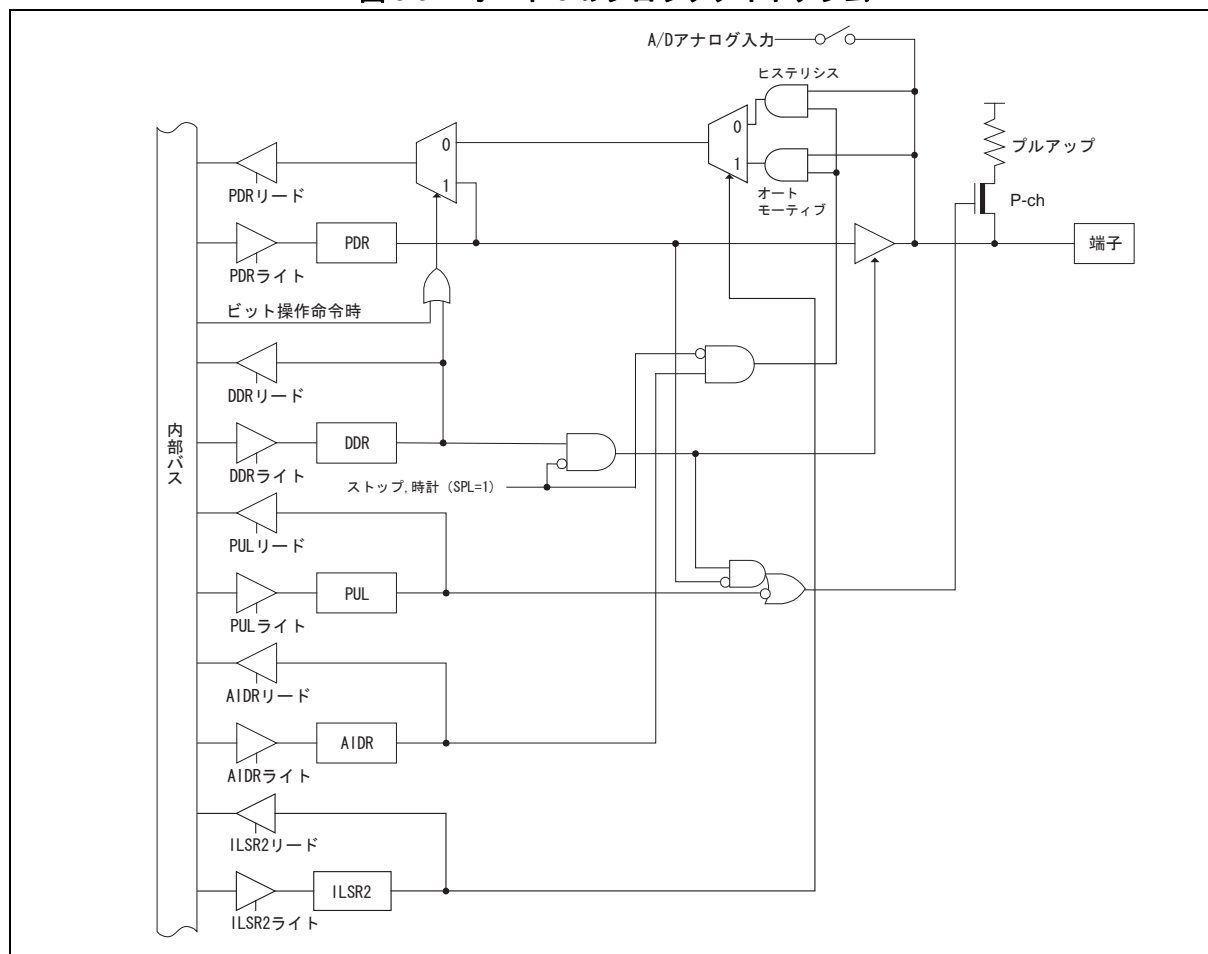 A/Dアナログ入力
ヒステリシス
プルアップ
0
0
1
1
PDRリード
オート
モーティブ
P-ch
PDR
端子
PDRライト
ビット操作命令時
DDRリード
内部バス
DDR
DDRライト
ストップ,時計 (SPL=1)
PULリード
PUL
PULライト
AIDRリード
AIDR
AIDRライト
ILSR2リード
ILSR2
ILSR2ライト